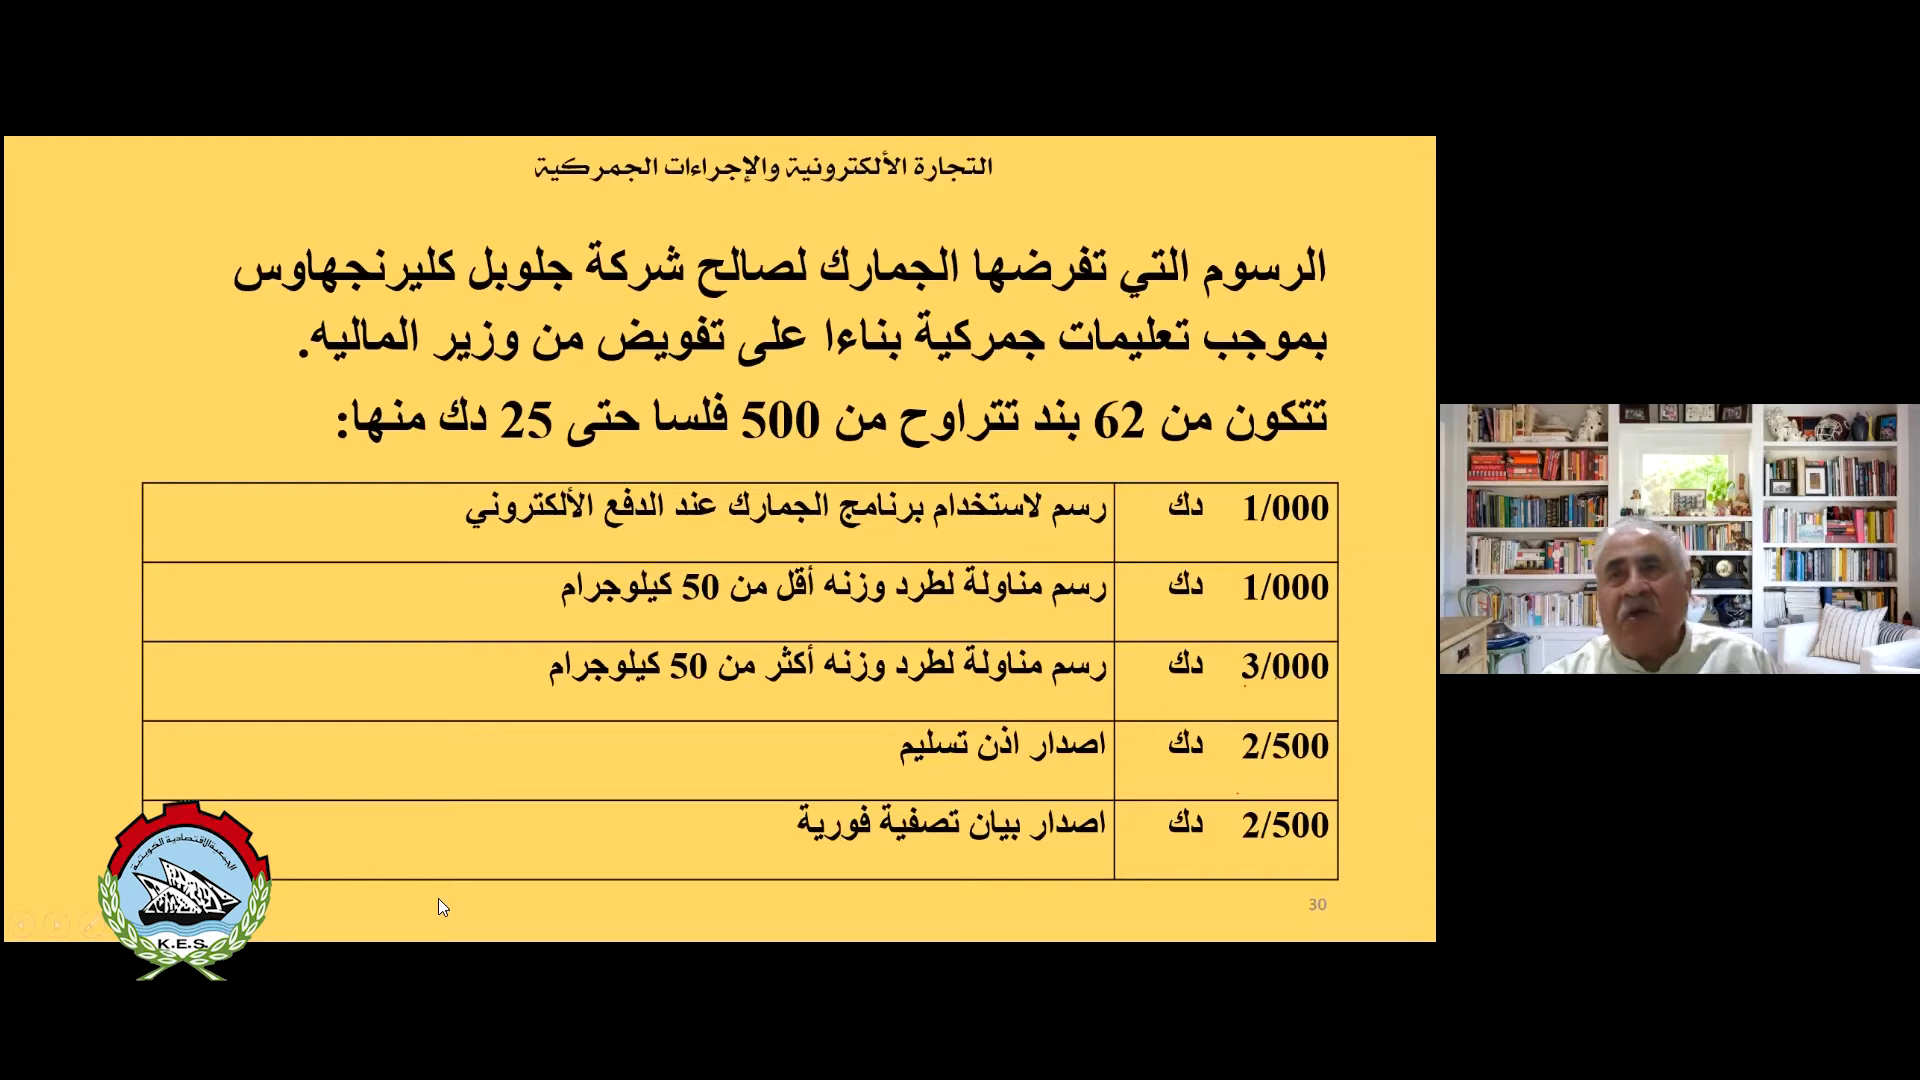 التجارة الألكترونية والإجراءات الجمركية
الرسوم التي تفرضها الجمارك لصالح شركة جلوبل كليرنجهاوس
بموجب تعليمات جمركية بناءا على تفويض من وزير الماليه.
تتكون من 62 بند تتراوح من 500 فلسا حتى 25 دك منها:
1/000 دك رسم لاستخدام برنامج الجمارك عند الدفع الألكتروني
1/000 دك رسم مناولة لطرد وزنه أقل من 50 كيلوجرام
3/000 دك رسم مناولة لطرد وزنه أكثر من 50 كيلوجرام
2/500 دك اصدار اذن تسليم
2/500 دك اصدار بيان تصفية فورية
30
الجمعية الاقتصادية الكويتية
K.E.S.